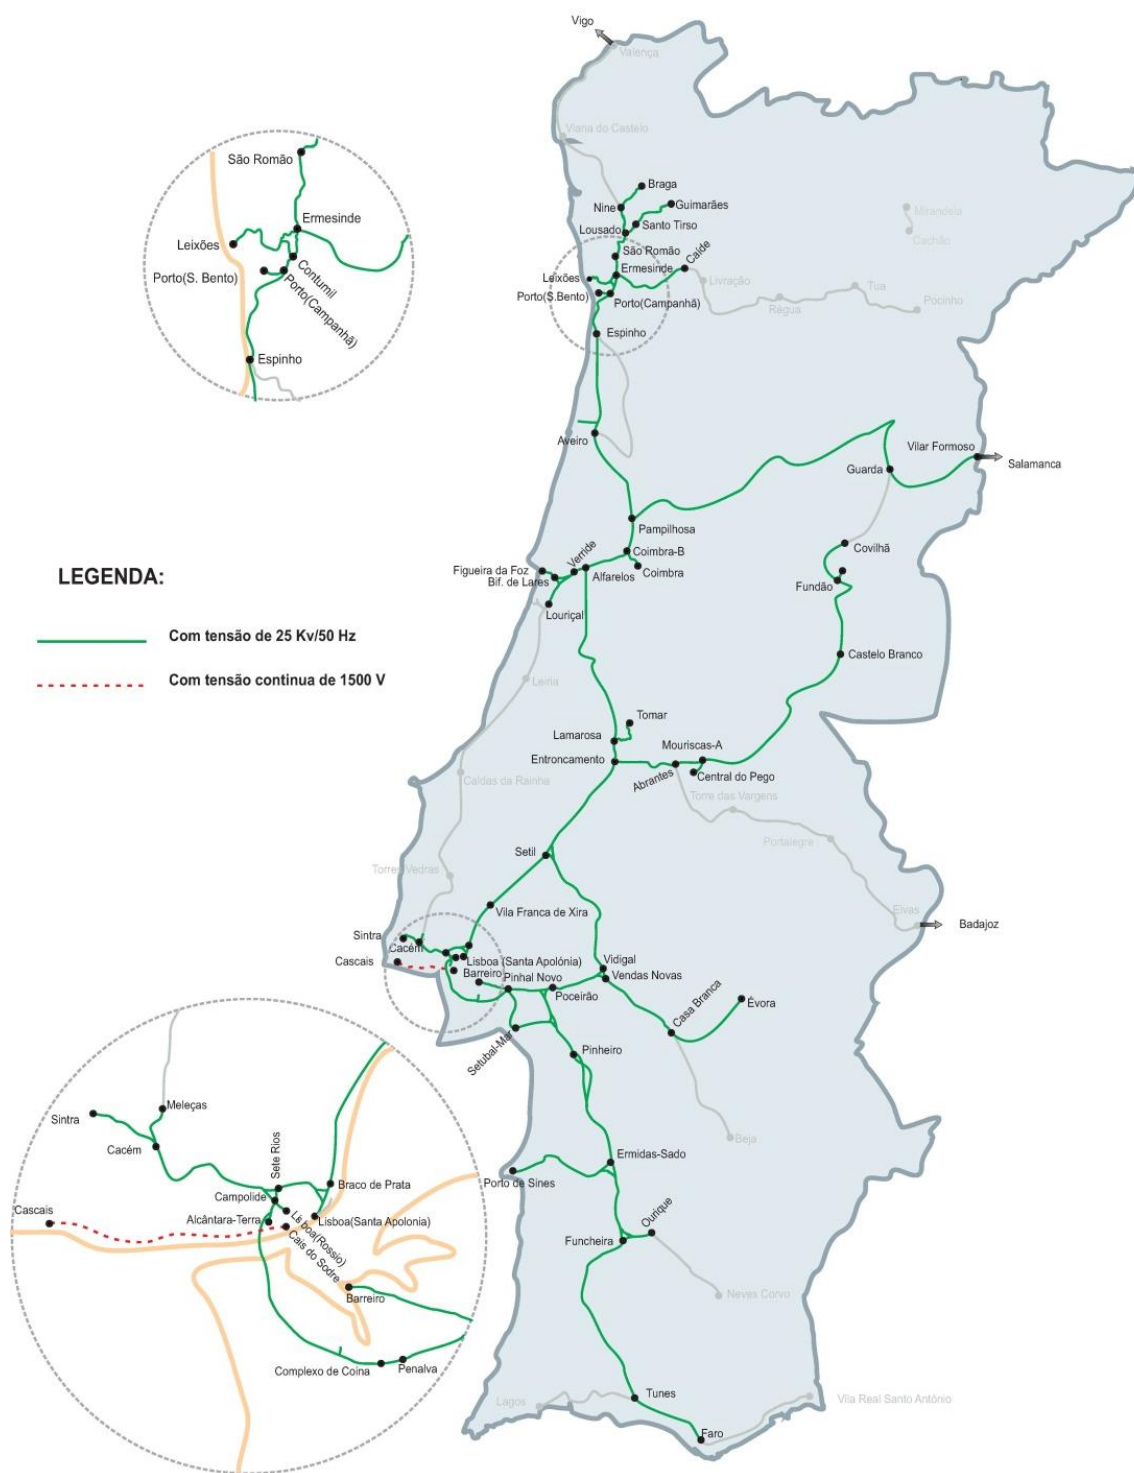 Vigo
Valença
Viana do Castelo
Braga
Nine
Guimarães
Santo Tirso
Lousado
São Romão
Caíde
Ermesinde
Leixões
Livração
Porto(S.Bento)
Porto(Campanhã)
Tua
Régua
Pocinho
Mirandela
Cachão
Espinho
São Romão
Ermesinde
Leixões
Contumil
Porto(S. Bento)
Porto(Campanhã)
Espinho
Aveiro
Vilar Formoso
Salamanca
Guarda
Pampilhosa
Covilhã
Coimbra-B
Verride
Figueira da Foz
Alfarelos
Coimbra
Bif. de Lares
Fundão
Louriçal
LEGENDA:
Com tensão de 25 Kv/50 Hz
Com tensão continua de 1500 V
Castelo Branco
Leiria
Tomar
Lamarosa
Mouriscas-A
Entroncamento
Abrantes
Central do Pego
Caldas da Rainha
Torre das Vargens
Portalegre
Setil
Torres Vedras
Vila Franca de Xira
Elvas
Badajoz
Sintra
Cacém
Lisboa (Santa Apolónia)
Cascais
Barreiro
Pinhal Novo
Vidigal
Vendas Novas
Poceirão
Casa Branca
Évora
Setubal-Mar
Pinheiro
Beja
Ermidas-Sado
Porto de Sines
Ourique
Funcheira
Neves Corvo
Tunes
Lagos
Vila Real Santo António
Faro
Meleças
Sintra
Cacém
Sete Rios
Braco de Prata
Campolide
Cascais
Alcântara-Terra
Lisboa(Santa Apolonia)
Lis boa(Rossio)
Cais do Sodre
Barreiro
Complexo de Coina
Penalva